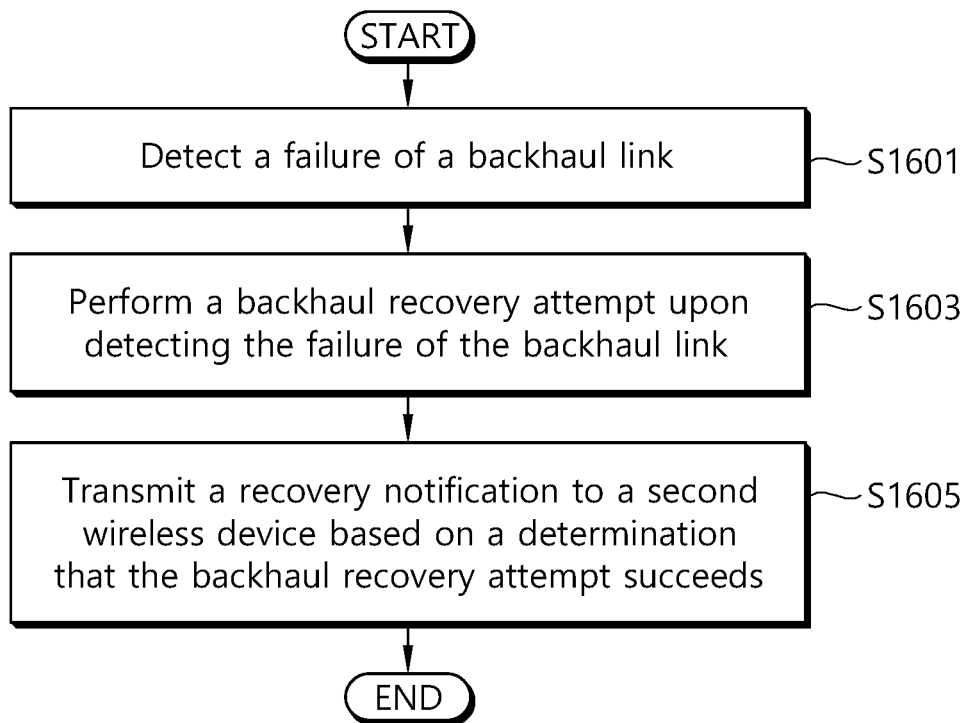 START
Detect a failure of a backhaul link
S1601
Perform a backhaul recovery attempt upon
detecting the failure of the backhaul link
S1603
Transmit a recovery notification to a second
wireless device based on a determination
that the backhaul recovery attempt succeeds
S1605
END